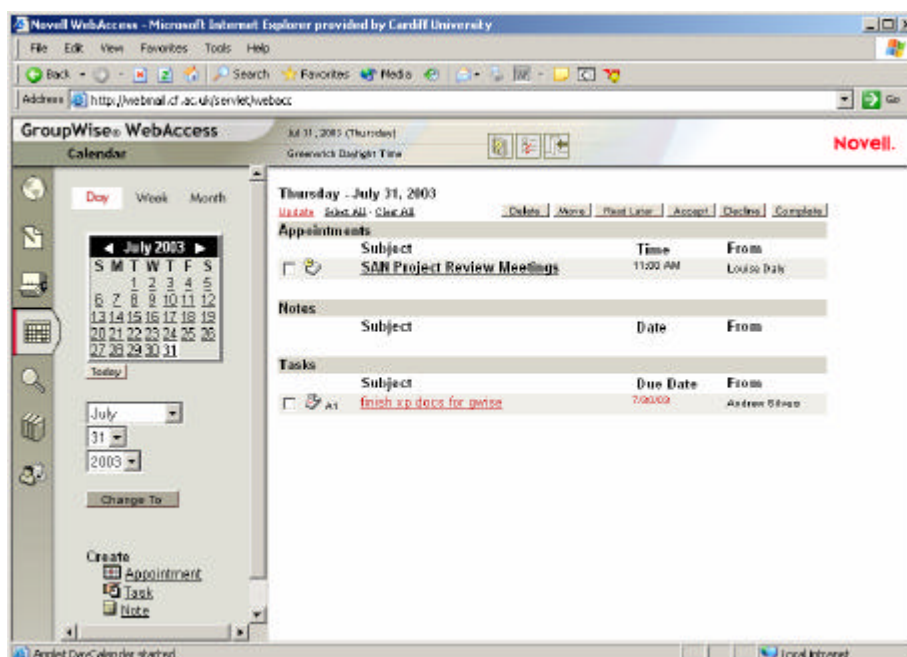 Novell WebAccess - Microsoft Internet Explorer provided by Cardiff University
File Edit View Favorites Tools Help
Back Search Favorites Media
Address http://webmail.cf.ac.uk/servlet/webacc Go
GroupWise® WebAccess
Calendar
Jul 31, 2003 (Thursday)
Greenwich Daylight Time
Novell.
Day Week Month
July 2003
S M T W T F S
1 2 3 4 5
6 7 8 9 10 11 12
13 14 15 16 17 18 19
20 21 22 23 24 25 26
27 28 29 30 31
Today
July
31
2003
Change To
Create
Appointment
Task
Note
Thursday - July 31, 2003
Update Select All - Clear All Delete Move Read Later Accept Decline Complete
Appointments
Subject Time From
SAN Project Review Meetings 11:00 AM Louise Daly
Notes
Subject Date From
Tasks
Subject Due Date From
A1 finish xp docs for gwise 7/30/03 Andrew
Applet DayCalendar started Local intranet